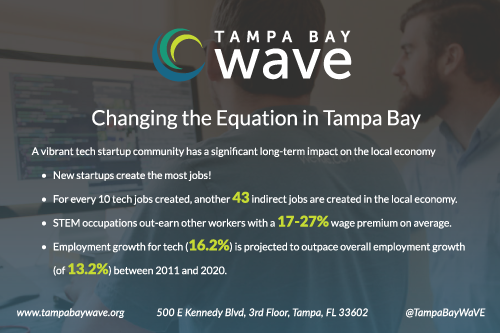 TAMPA BAY
wave
Changing the Equation in Tampa Bay
A vibrant tech startup community has a significant long-term impact on the local economy
• New startups create the most jobs!
• For every 10 tech jobs created, another 43 indirect jobs are created in the local economy.
• STEM occupations out-earn other workers with a 17-27% wage premium on average.
• Employment growth for tech (16.2%) is projected to outpace overall employment growth
(of 13.2%) between 2011 and 2020.
www.tampabaywave.org 500 E Kennedy Blvd, 3rd Floor, Tampa, FL 33602 @TampaBayWaVE